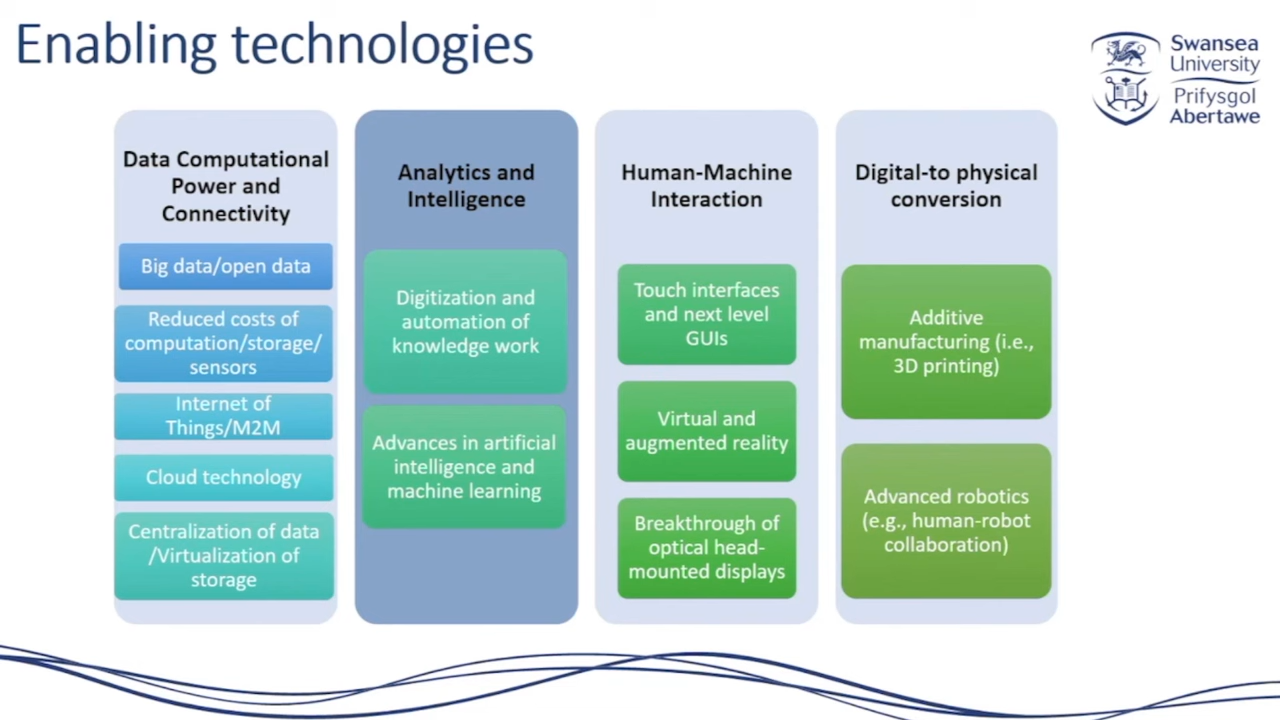 Enabling technologies
Swansea
University
Prifysgol
Abertawe
Data Computational
Power and
Connectivity
Big data/open data
Reduced costs of
computation/storage/
sensors
Internet of
Things/M2M
Cloud technology
Centralization of data
/Virtualization of
storage
Analytics and
Intelligence
Digitization and
automation of
knowledge work
Advances in artificial
intelligence and
machine learning
Human-Machine
Interaction
Touch interfaces
and next level
GUIs
Virtual and
augmented reality
Breakthrough of
optical head-
mounted displays
Digital-to physical
conversion
Additive
manufacturing (i.e.,
3D printing)
Advanced robotics
(e.g., human-robot
collaboration)